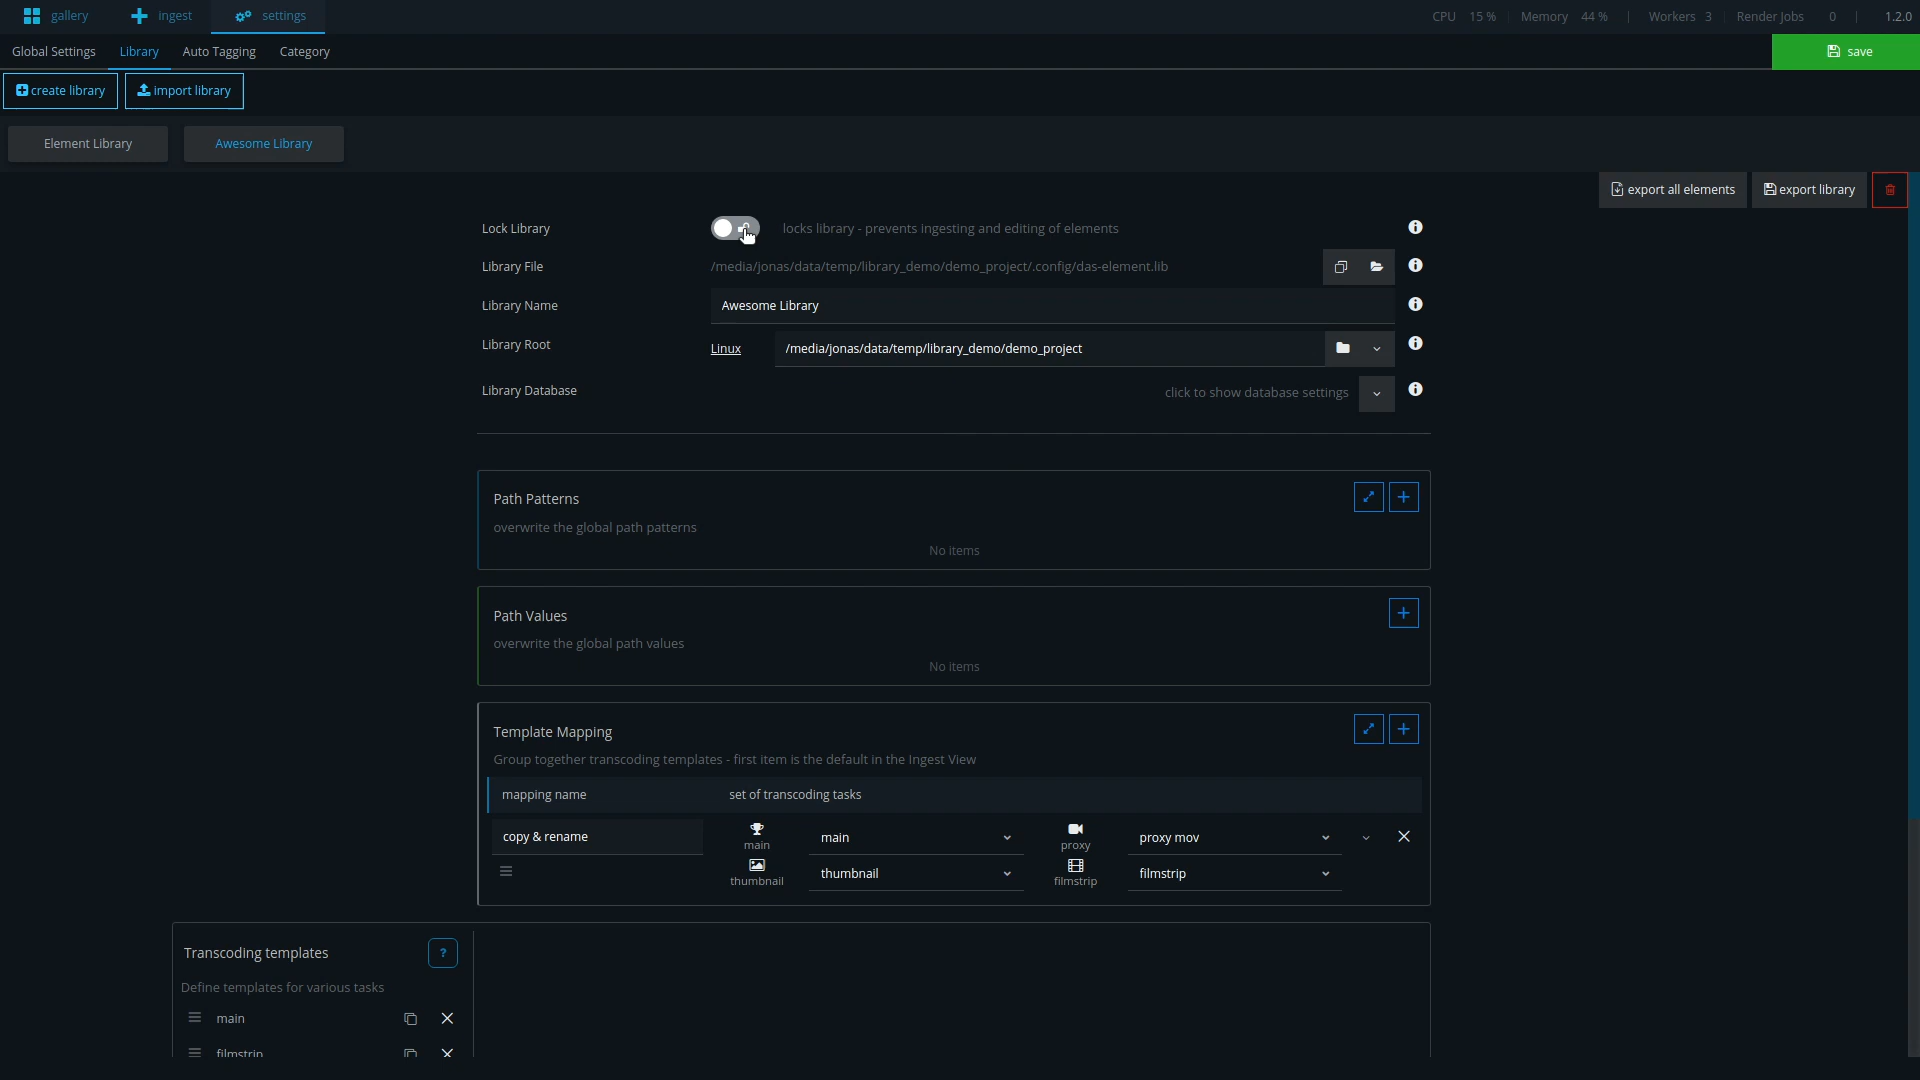 gallery ingest settings CPU 15 % Memory 44 % Workers 3 Render Jobs 0 1.2.0
Global Settings Library Auto Tagging Category save
create library import library
Element Library Awesome Library
export all elements export library
Lock Library locks library - prevents ingesting and editing of elements
Library File /media/jonas/data/temp/library_demo/demo_project/.config/das-element.lib
Library Name Awesome Library
Library Root Linux /media/jonas/data/temp/library_demo/demo_project
Library Database click to show database settings
Path Patterns
overwrite the global path patterns
No items
Path Values
overwrite the global path values
No items
Template Mapping
Group together transcoding templates - first item is the default in the Ingest View
mapping name set of transcoding tasks
copy & rename main main proxy proxy mov
thumbnail thumbnail filmstrip filmstrip
Transcoding templates ?
Define templates for various tasks
main
filmstrip